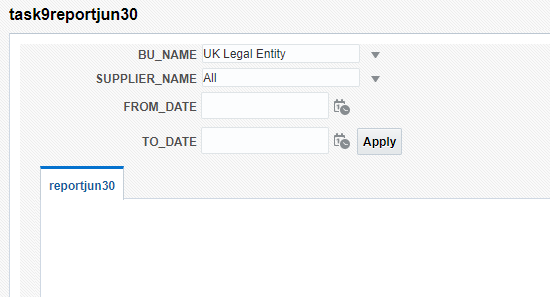 task9reportjun30
BU_NAME UK Legal Entity
SUPPLIER_NAME All
FROM_DATE
TO_DATE Apply
reportjun30